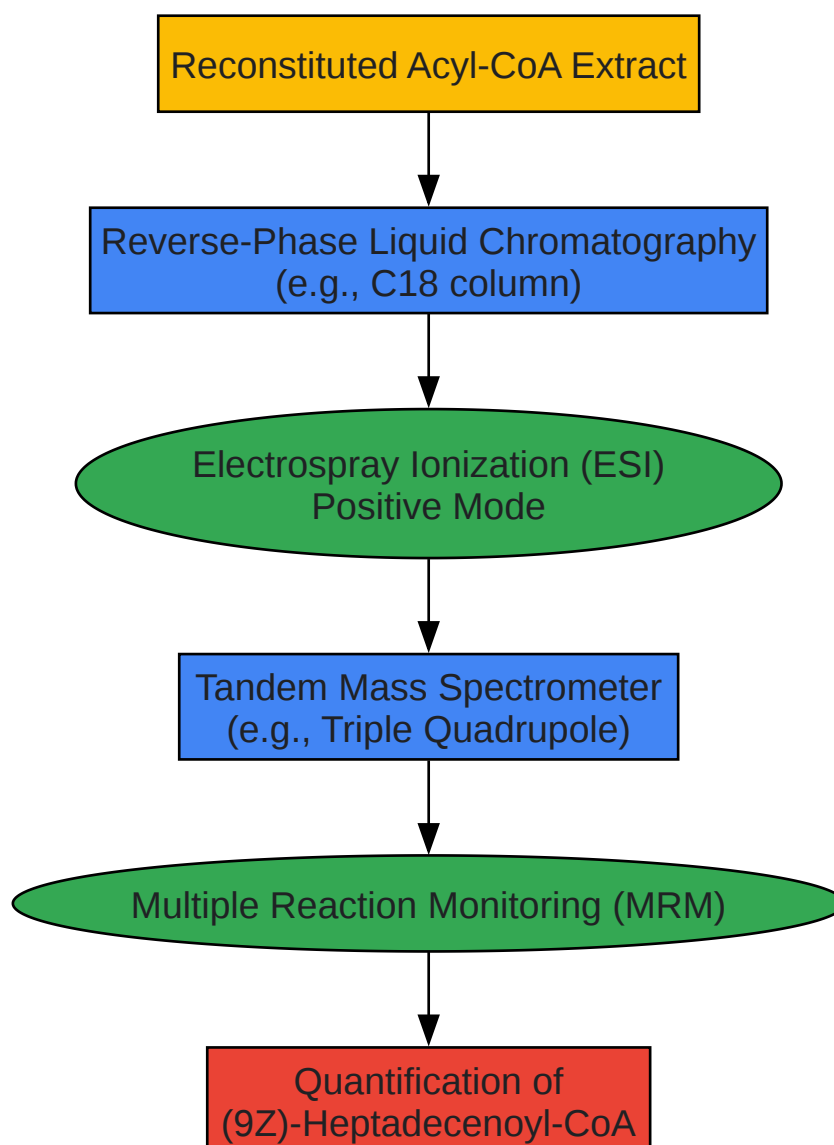 Reconstituted Acyl-CoA Extract
Reverse-Phase Liquid Chromatography
(e.g., C18 column)
Electrospray Ionization (ESI)
Positive Mode
Tandem Mass Spectrometer
(e.g., Triple Quadrupole)
Multiple Reaction Monitoring (MRM)
Quantification of
(9Z)-Heptadecenoyl-CoA